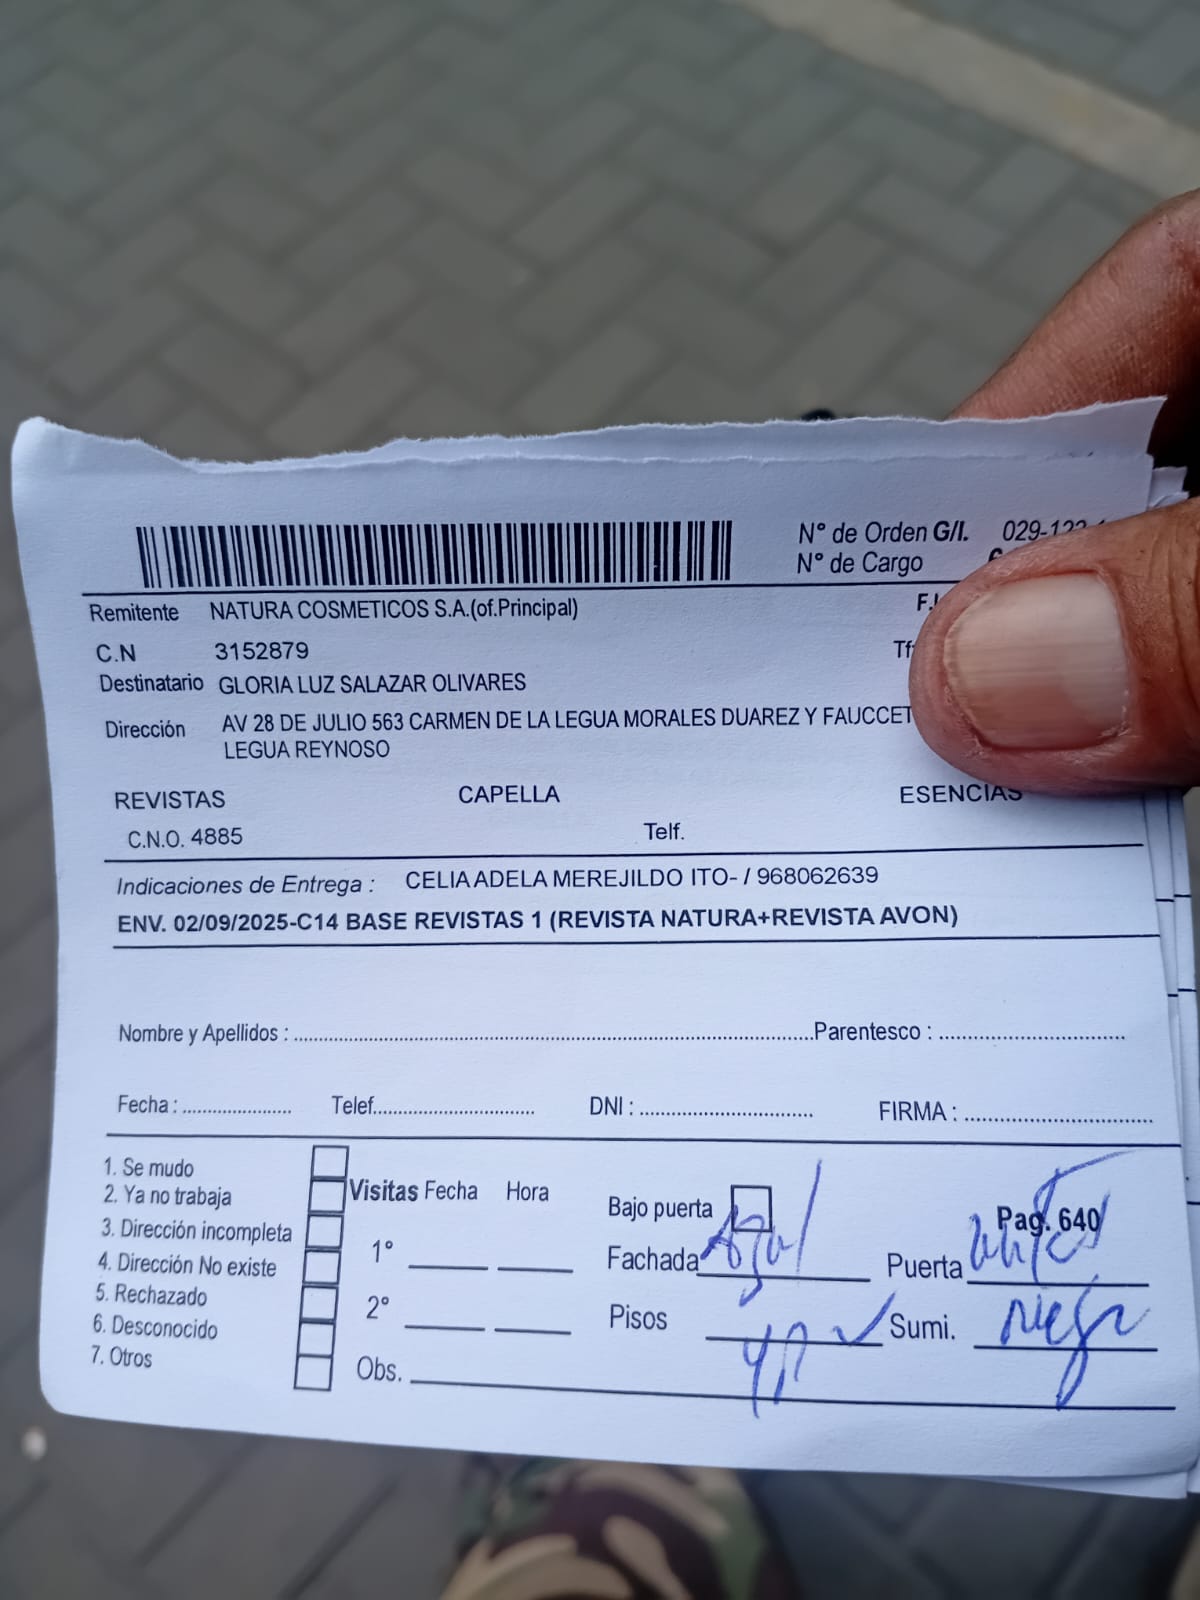 N° de Orden G/I. 029-122
N° de Cargo
Remitente NATURA COSMETICOS S.A.(of.Principal)
C.N 3152879
Destinatario GLORIA LUZ SALAZAR OLIVARES
Dirección AV 28 DE JULIO 563 CARMEN DE LA LEGUA MORALES DUAREZ Y FAUCCET
LEGUA REYNOSO
REVISTAS CAPELLA ESENCIAS
C.N.O. 4885 Telf.
Indicaciones de Entrega : CELIA ADELA MEREJILDO ITO- / 968062639
ENV. 02/09/2025-C14 BASE REVISTAS 1 (REVISTA NATURA+REVISTA AVON)
Nombre y Apellidos : Parentesco :
Fecha : Telef. DNI : FIRMA :
1. Se mudo
2. Ya no trabaja
3. Dirección incompleta
4. Dirección No existe
5. Rechazado
6. Desconocido
7. Otros
Visitas Fecha Hora
1°
2°
Obs.
Bajo puerta Pag. 640
Fachada Azul Puerta
Pisos 4P Sumi.